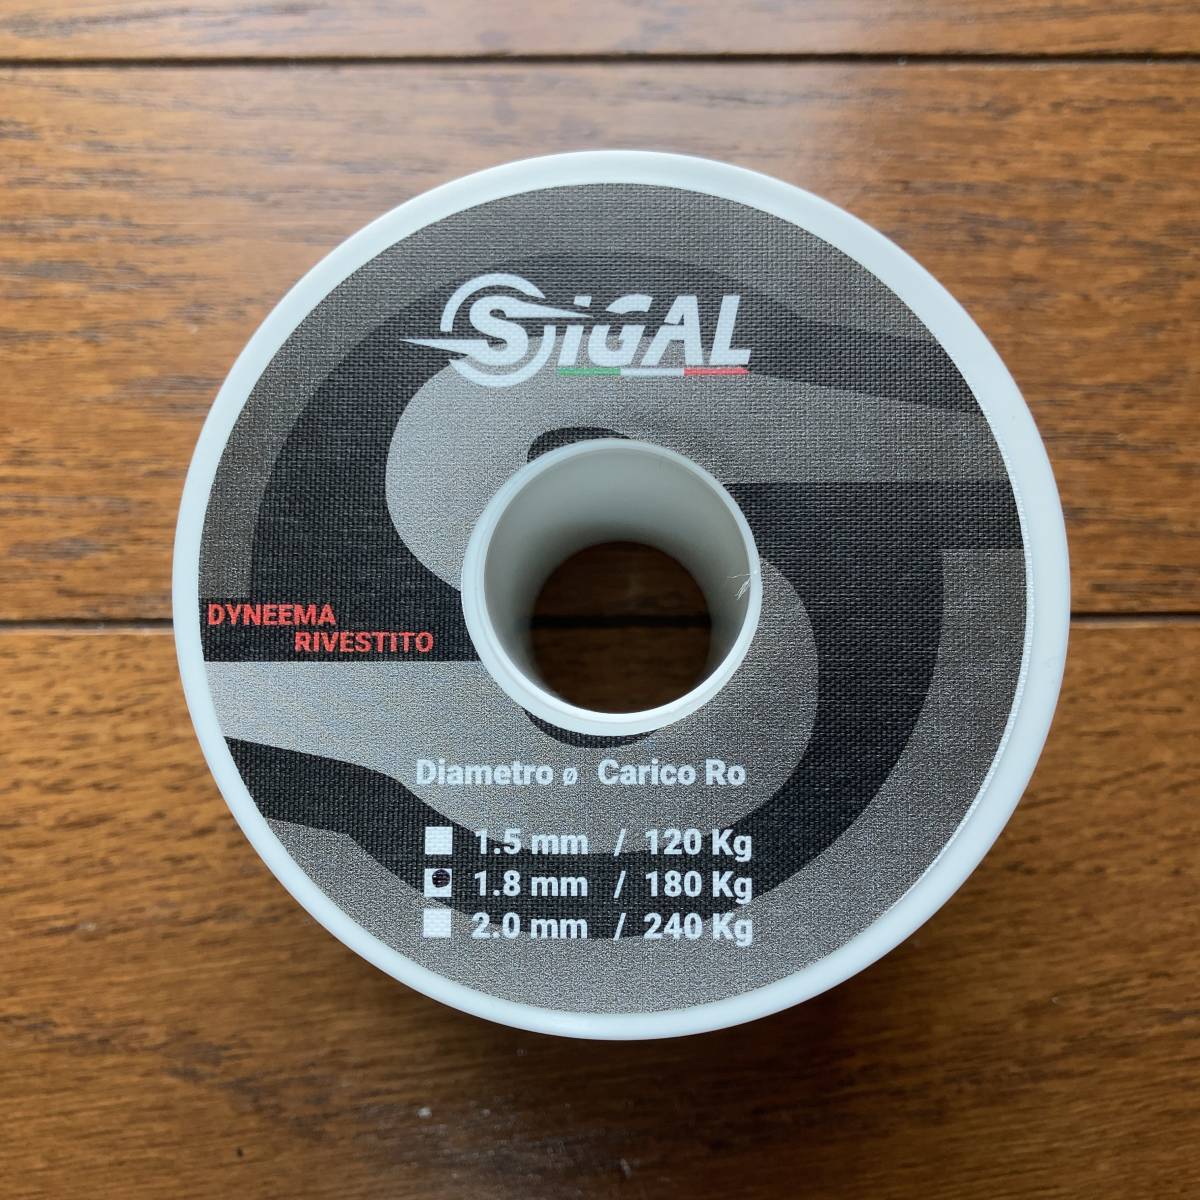 SiGAL
DYNEEMA
RIVESTITO
Diametro ø Carico Ro
1.5 mm / 120 Kg
1.8 mm / 180 Kg
2.0 mm / 240 Kg